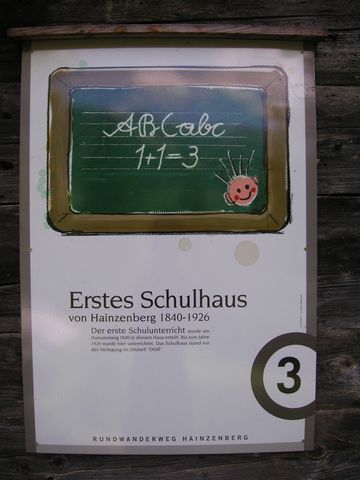 ABCabc
1+1=3
Erstes Schulhaus
von Hainzenberg 1840-1926
Der erste Schulunterricht wurde am
Hainzenberg 1840 in diesem Haus erteilt. Bis zum Jahre
1926 wurde hier unterrichtet. Das Schulhaus stand vor
der Verlegung im Ortsteil "Dörfl".
3
RUNDWANDERWEG HAINZENBERG